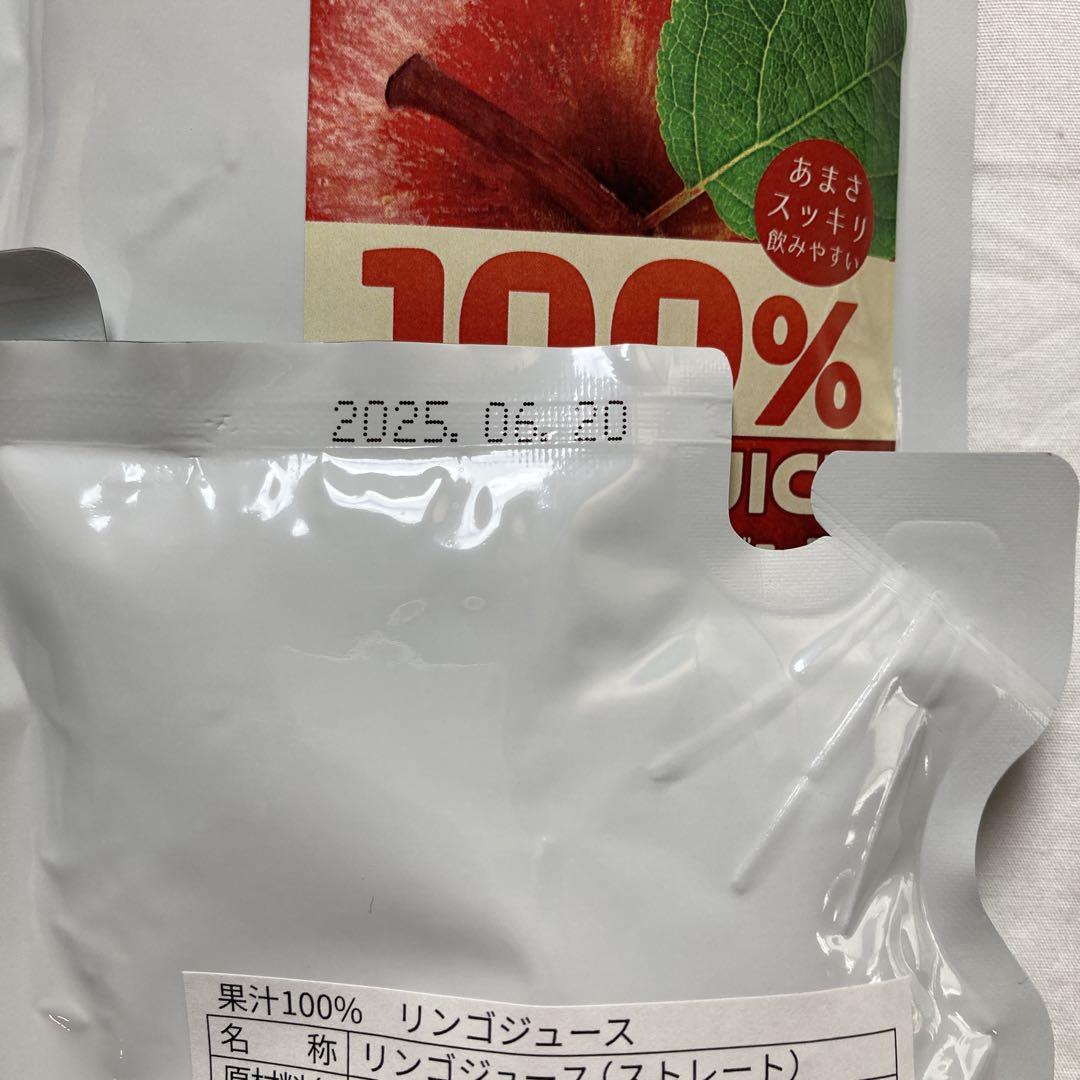 あまさ
スッキリ
飲みやすい
100%
2025.06.20
果汁100% リンゴジュース
名 称
リンゴジュース(ストレート)